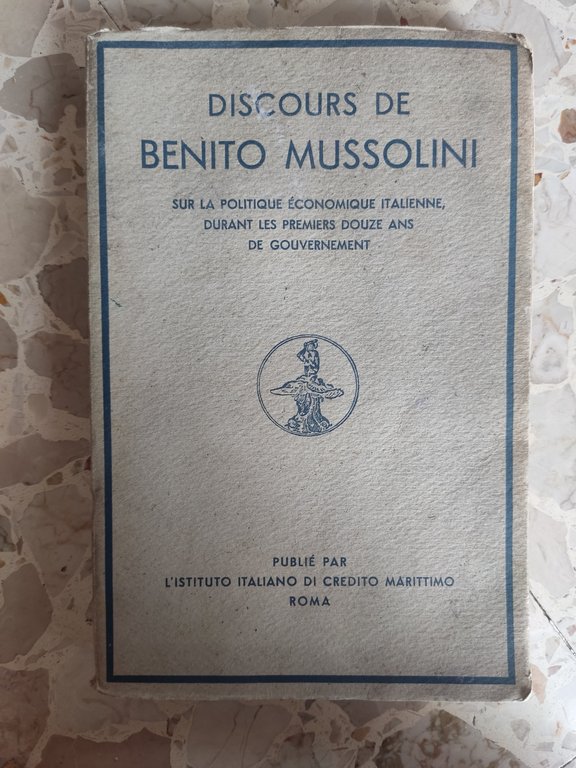 DISCOURS DE
BENITO MUSSOLINI
SUR LA POLITIQUE ÉCONOMIQUE ITALIENNE,
DURANT LES PREMIERS DOUZE ANS
DE GOUVERNEMENT
PUBLIÉ PAR
L'ISTITUTO ITALIANO DI CREDITO MARITTIMO
ROMA